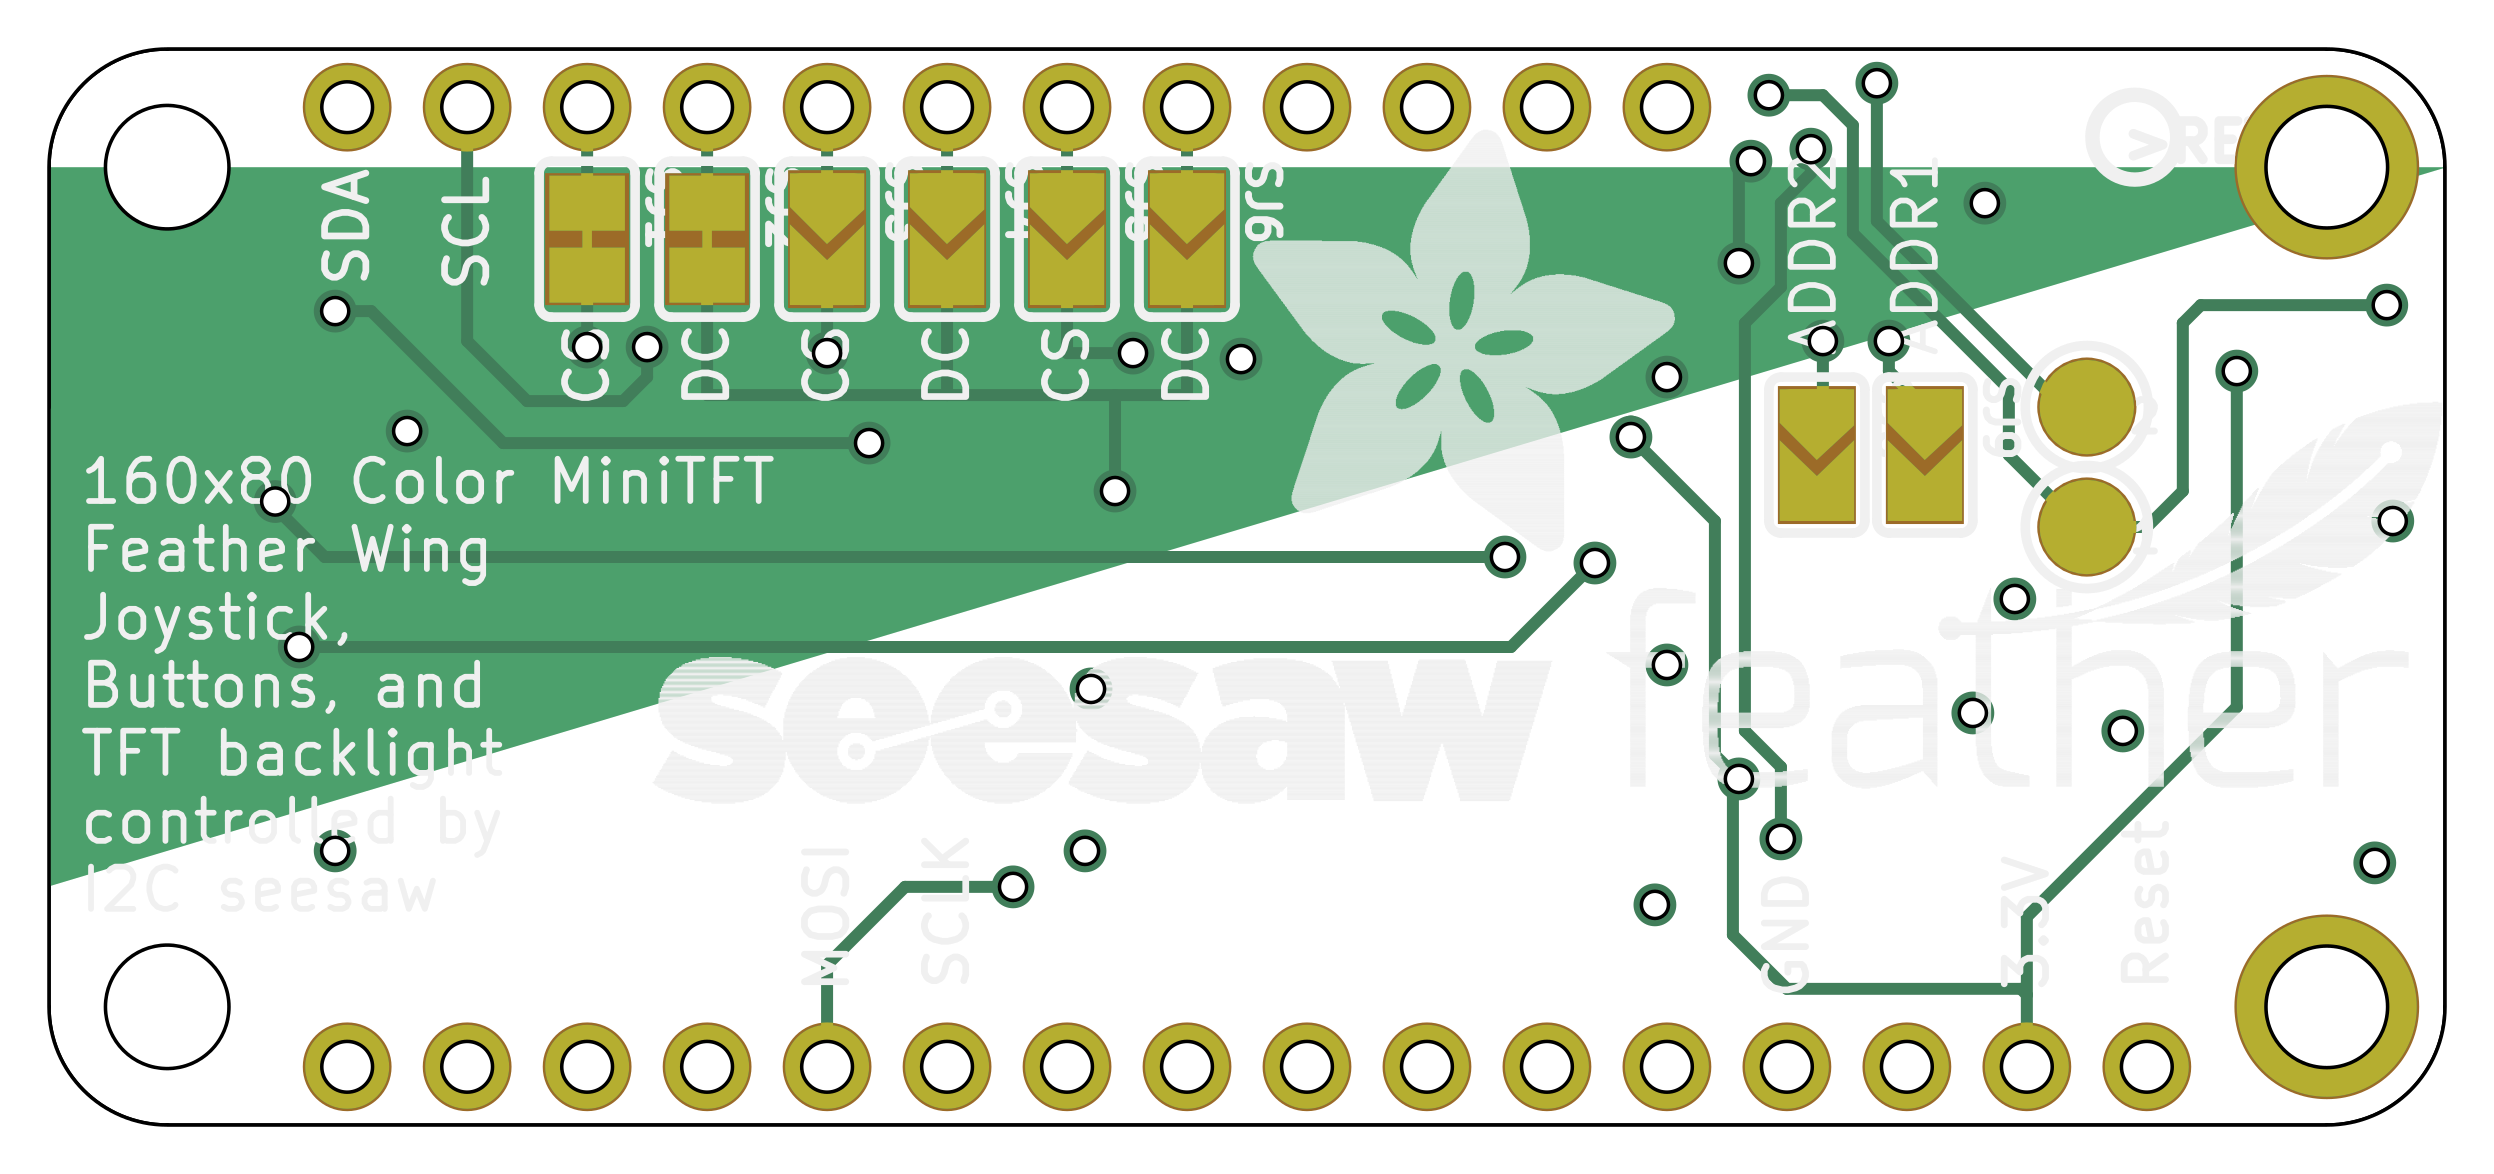 SDA
SCL
CS
DC
CS
DC
CS
DC
ADDR2
ADDR1
160x80 Color MiniTFT
Feather Wing
Joystick,
Buttons, and
TFT backlight
controlled by
I2C seesaw
seesaw
feather
MOSI
SCLK
GND
3.3V
Reset